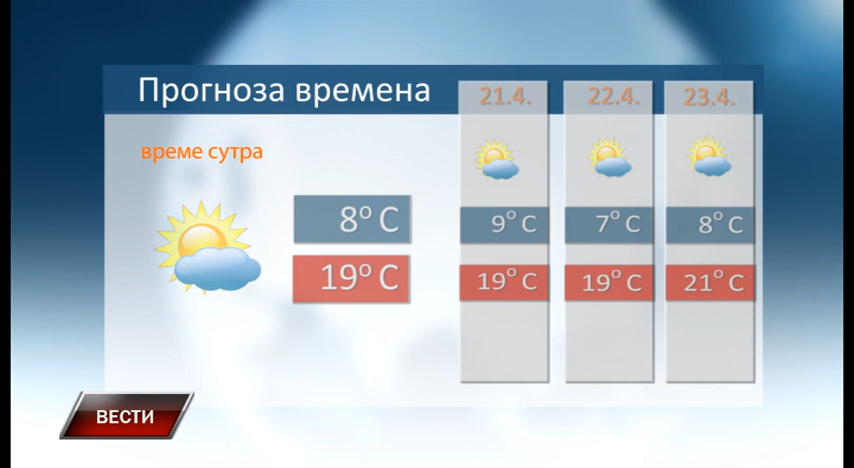 Прогноза времена
време сутра
8° C
19° C
21.4.
9° C
19° C
22.4.
7° C
19° C
23.4.
8° C
21° C
ВЕСТИ